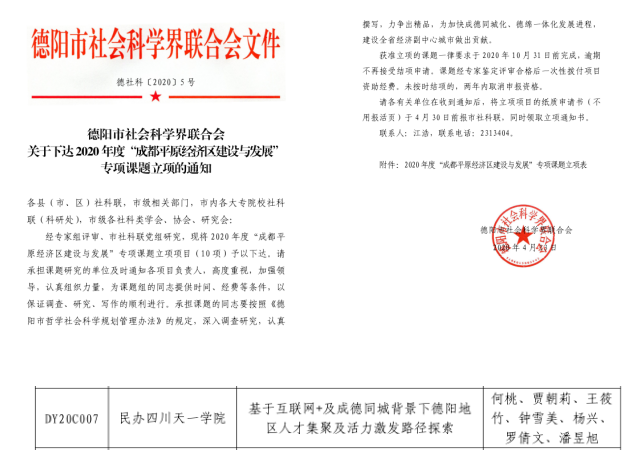 德阳市社会科学界联合会文件
德社科〔2020〕5号
德阳市社会科学界联合会
关于下达2020年度“成都平原经济区建设与发展”
专项课题立项的通知
各县（市、区）社科联，市级相关部门，市内各大专院校社科
联（科研处），市级各社科类学会、协会、研究会：
经专家组评审、市社科联党组研究，现将2020年度“成都平
原经济区建设与发展”专项课题立项项目（10项）予以下达。请
承担课题研究的单位及时通知各项目负责人，高度重视，加强领
导，认真组织力量，为课题组的同志提供时间、经费等条件，以
保证调查、研究、写作的顺利进行。承担课题的同志要按照《德
阳市哲学社会科学规划管理办法》的规定，深入调查研究，认真
撰写，力争出精品，为加快成德同城化、德绵一体化发展进程，
建设全省经济副中心城市做出贡献。
获准立项的课题一律要求于2020年10月31日前完成，逾期
不再接受结项申请。课题经专家鉴定评审合格后一次性拨付项目
资助经费。未按时结项的，两年内取消申报资格。
请各有关单位在收到通知后，将立项项目的纸质申请书（不
用报活页）于4月30日前报市社科联，同时领取立项通知书。
联系人：江浩，联系电话：2313404。
附件：2020年度“成都平原经济区建设与发展”专项课题立项表
德阳市社会科学界联合会
2020年4月
DY20C007
民办四川天一学院
基于互联网+及成德同城背景下德阳地
区人才集聚及活力激发路径探索
何桃、贾朝莉、王筱
竹、钟雪美、杨兴、
罗倩文、潘昱旭